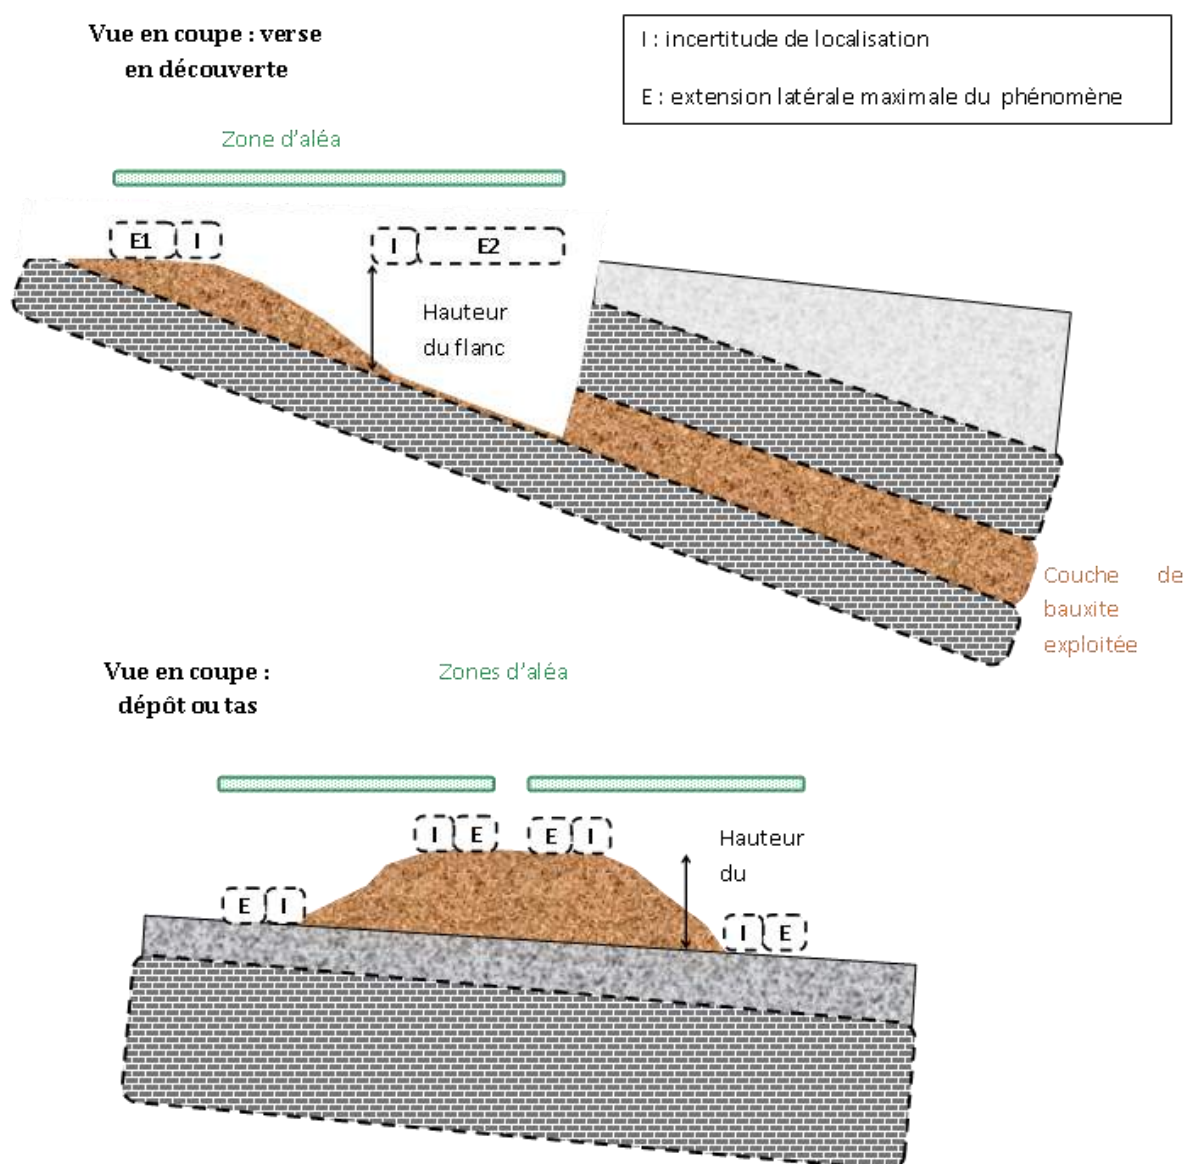 Vue en coupe : verse
en découverte
I : incertitude de localisation
E : extension latérale maximale du phénomène
Zone d'aléa
E1 I
I E2
Hauteur
du flanc
Couche de
bauxite
exploitée
Vue en coupe :
dépôt ou tas
Zones d'aléa
I E E I
Hauteur
du
E I
I E